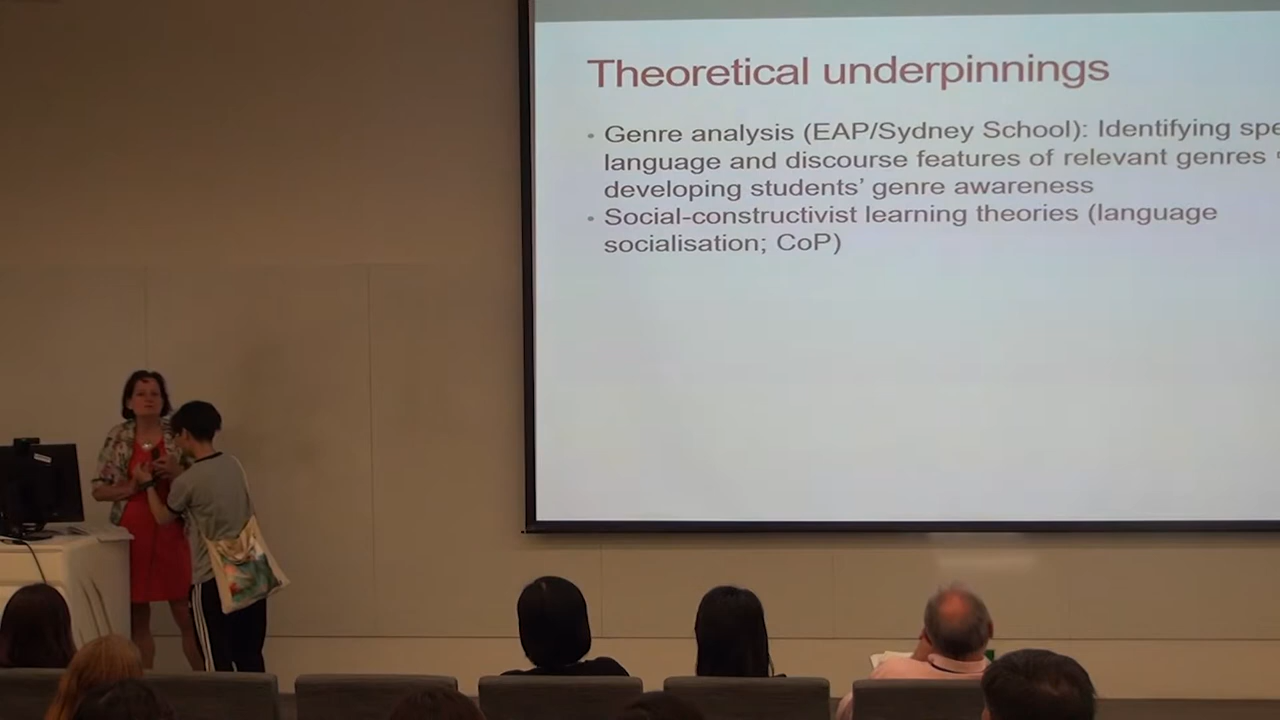 Theoretical underpinnings
• Genre analysis (EAP/Sydney School): Identifying spe
language and discourse features of relevant genres
developing students’ genre awareness
• Social-constructivist learning theories (language
socialisation; CoP)